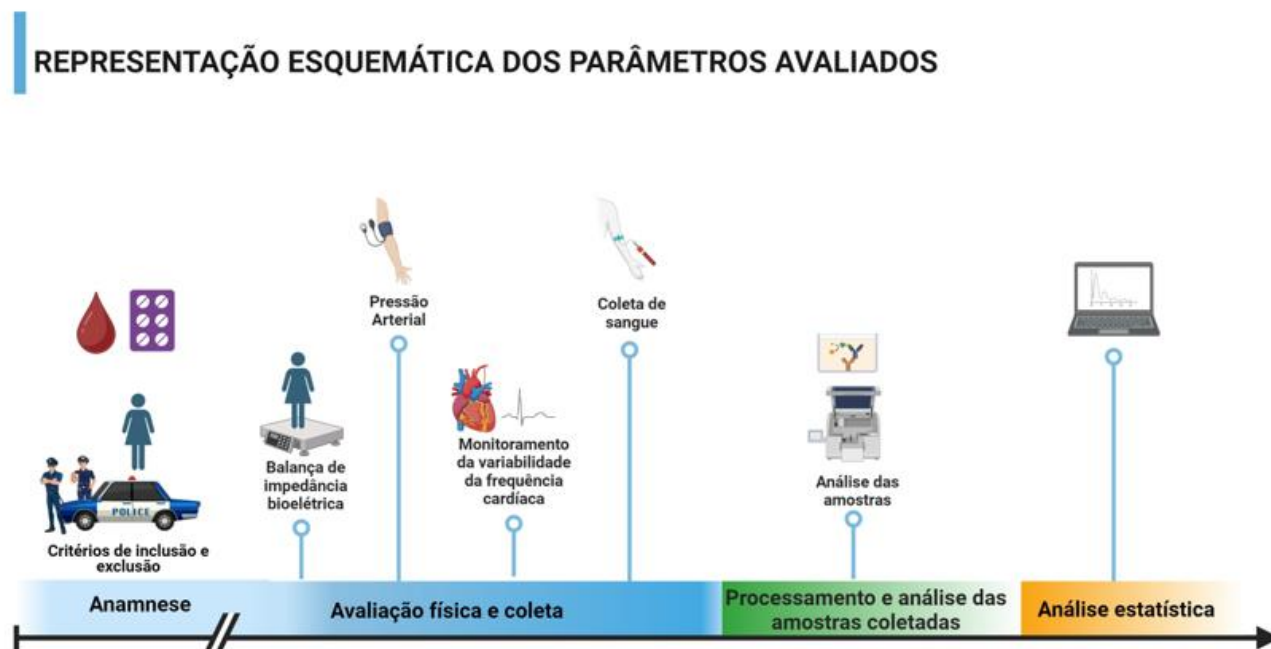 REPRESENTAÇÃO ESQUEMÁTICA DOS PARÂMETROS AVALIADOS
Pressão
Arterial
Coleta de
sangue
Balança de
impedância
bioelétrica
Monitoramento
da variabilidade
da frequência
cardíaca
Análise das
amostras
POLICE
Critérios de inclusão e
exclusão
Anamnese
Avaliação física e coleta
Processamento e análise das
amostras coletadas
Análise estatística